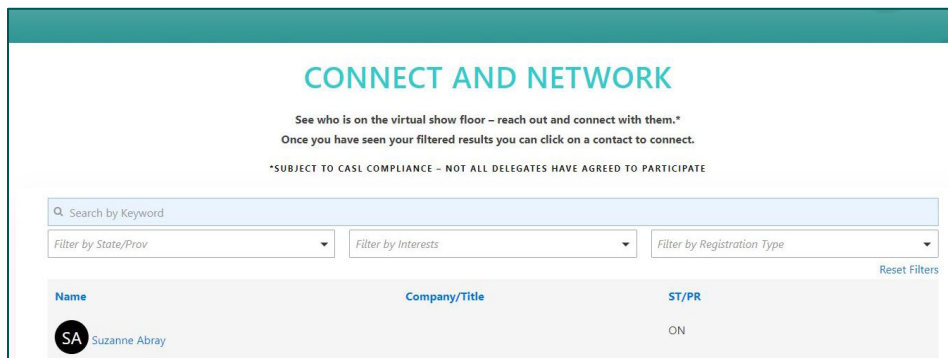 CONNECT AND NETWORK
See who is on the virtual show floor – reach out and connect with them.*
Once you have seen your filtered results you can click on a contact to connect.
*SUBJECT TO CASL COMPLIANCE – NOT ALL DELEGATES HAVE AGREED TO PARTICIPATE
Search by Keyword
Filter by State/Prov Filter by Interests Filter by Registration Type
Reset Filters
Name Company/Title ST/PR
ON
SA Suzanne Abray